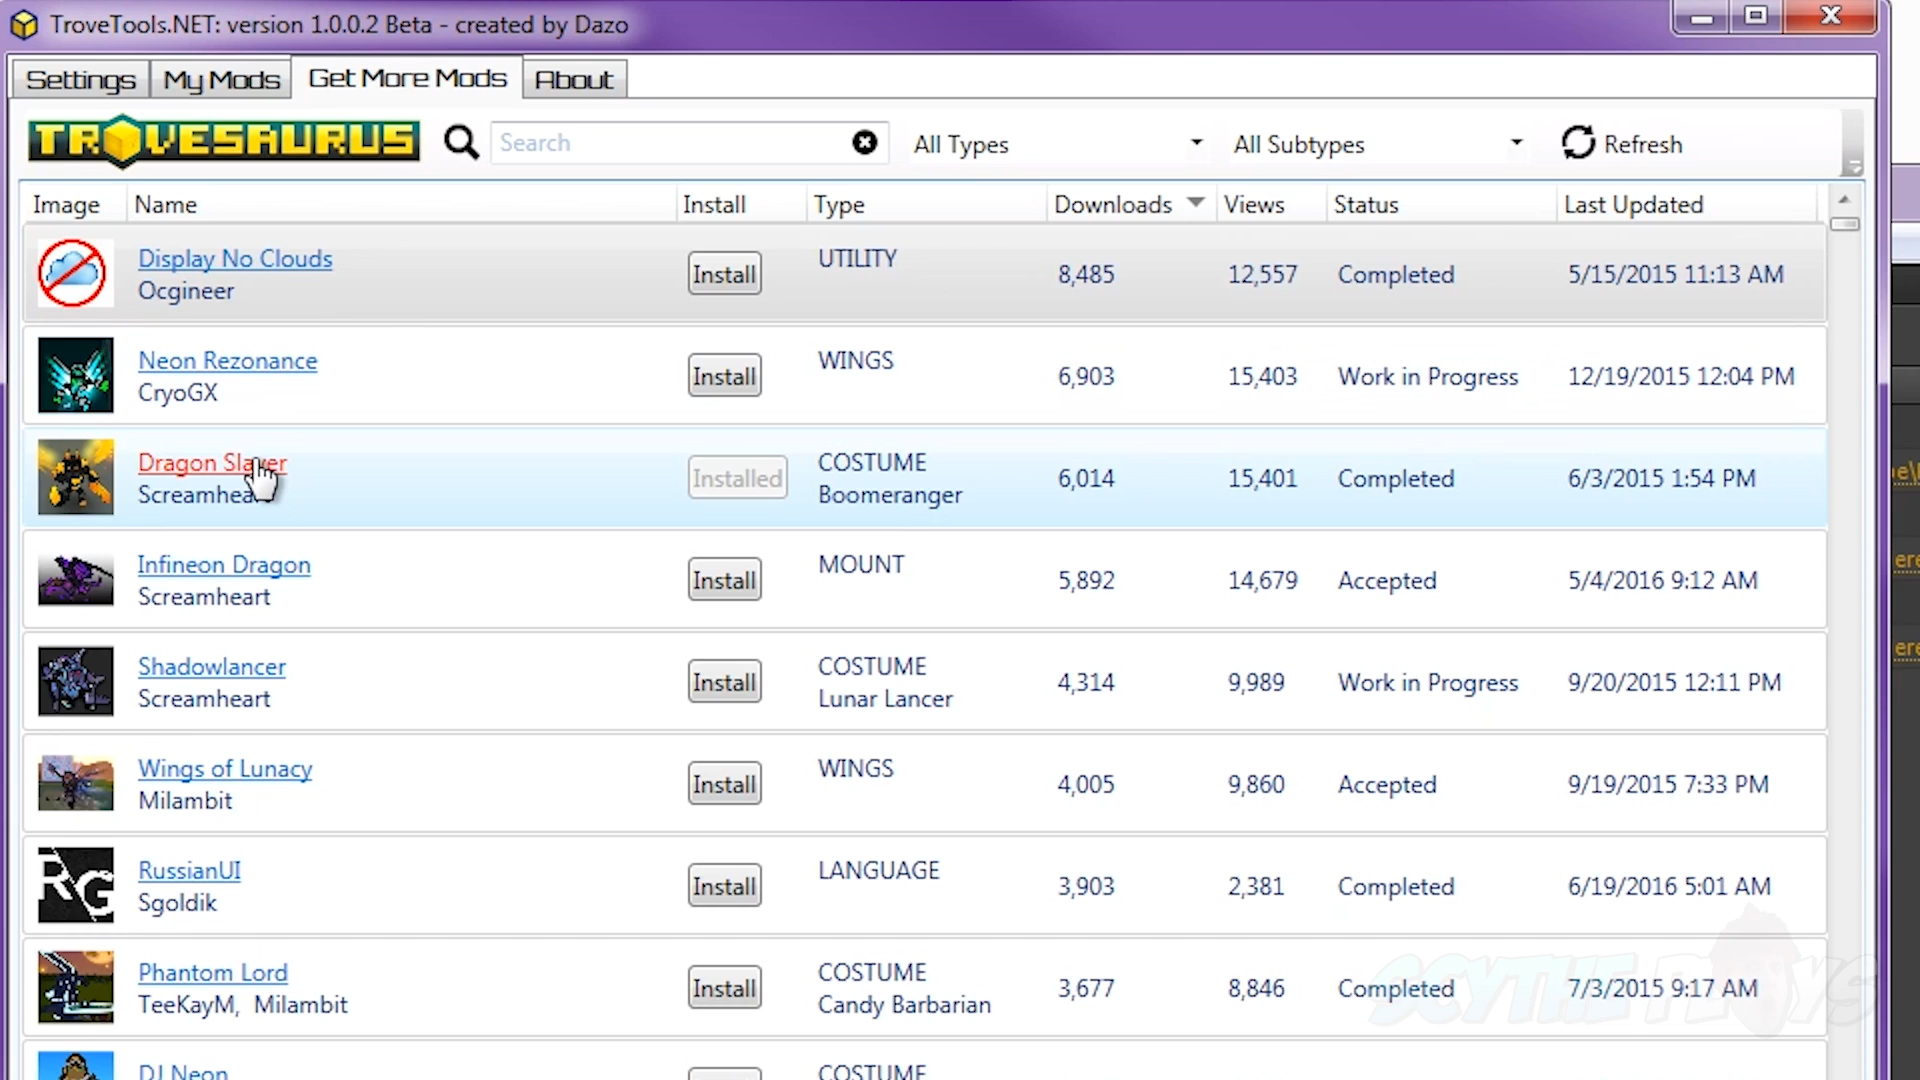 TroveTools.NET: version 1.0.0.2 Beta - created by Dazo
Settings My Mods Get More Mods About
TROVESAURUS Search All Types All Subtypes Refresh
Image Name Install Type Downloads Views Status Last Updated
Display No Clouds
Ocgineer
Install UTILITY 8,485 12,557 Completed 5/15/2015 11:13 AM
Neon Rezonance
CryoGX
Install WINGS 6,903 15,403 Work in Progress 12/19/2015 12:04 PM
Dragon Slayer
Screamheart
Installed COSTUME
Boomeranger
6,014 15,401 Completed 6/3/2015 1:54 PM
Infineon Dragon
Screamheart
Install MOUNT 5,892 14,679 Accepted 5/4/2016 9:12 AM
Shadowlancer
Screamheart
Install COSTUME
Lunar Lancer
4,314 9,989 Work in Progress 9/20/2015 12:11 PM
Wings of Lunacy
Milambit
Install WINGS 4,005 9,860 Accepted 9/19/2015 7:33 PM
RG
RussianUI
Sgoldik
Install LANGUAGE 3,903 2,381 Completed 6/19/2016 5:01 AM
Phantom Lord
TeeKayM, Milambit
Install COSTUME
Candy Barbarian
3,677 8,846 Completed 7/3/2015 9:17 AM
SCYTHE PLAYS
DJ Neon COSTUME